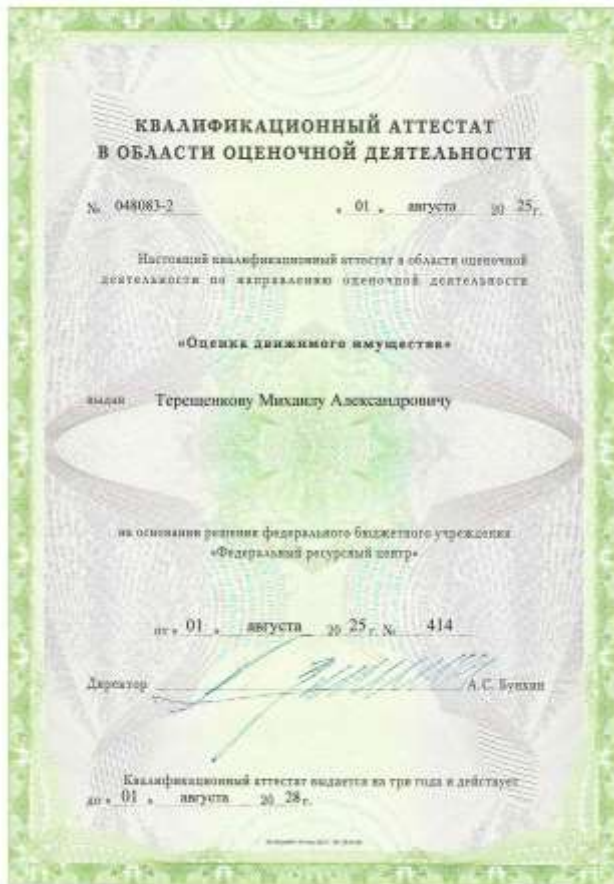 КВАЛИФИКАЦИОННЫЙ АТТЕСТАТ
В ОБЛАСТИ ОЦЕНОЧНОЙ ДЕЯТЕЛЬНОСТИ
№ 048083-2 « 01 » августа 20 25 г.
Настоящий квалификационный аттестат в области оценочной
деятельности по направлению оценочной деятельности
«Оценка движимого имущества»
выдан Терещенкову Михаилу Александровичу
на основании решения федерального бюджетного учреждения
«Федеральный ресурсный центр»
от « 01 » августа 20 25 г. № 414
Директор А.С. Бункин
Квалификационный аттестат выдается на три года и действует
до « 01 » августа 20 28 г.